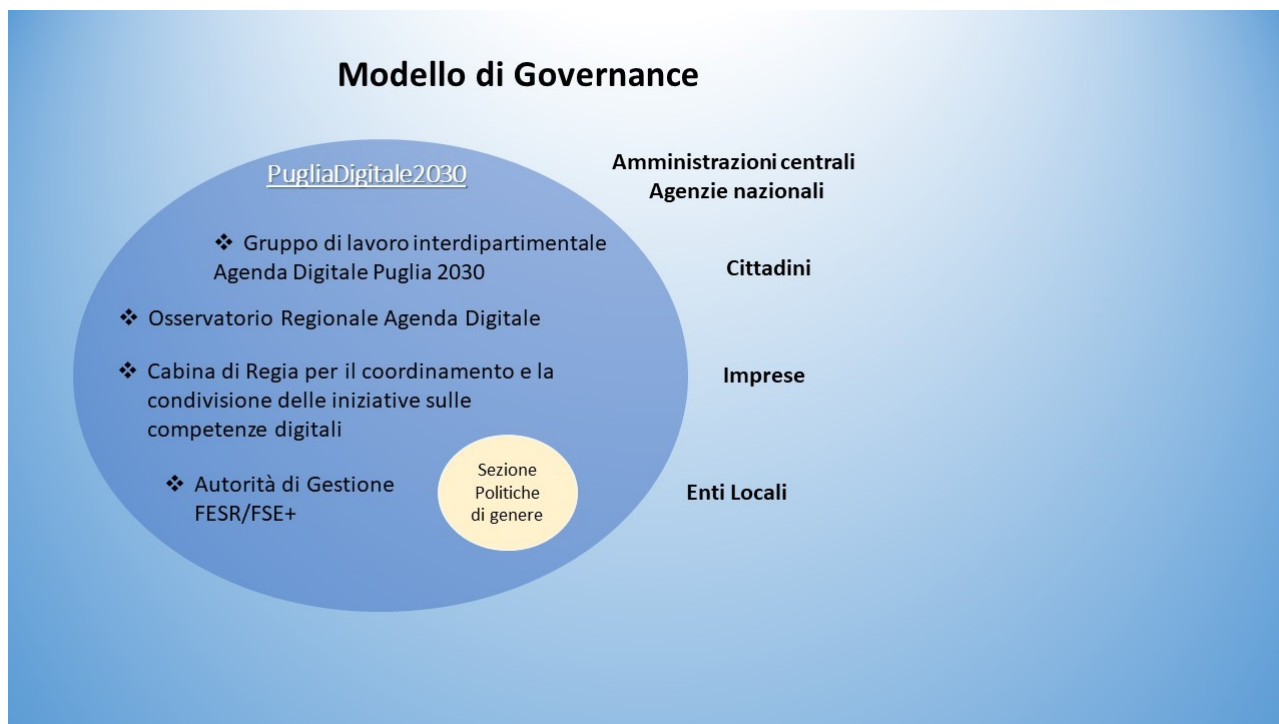 Modello di Governance
PugliaDigitale2030
❖ Gruppo di lavoro interdipartimentale
Agenda Digitale Puglia 2030
❖ Osservatorio Regionale Agenda Digitale
❖ Cabina di Regia per il coordinamento e la
condivisione delle iniziative sulle
competenze digitali
❖ Autorità di Gestione
FESR/FSE+
Sezione
Politiche
di genere
Amministrazioni centrali
Agenzie nazionali
Cittadini
Imprese
Enti Locali